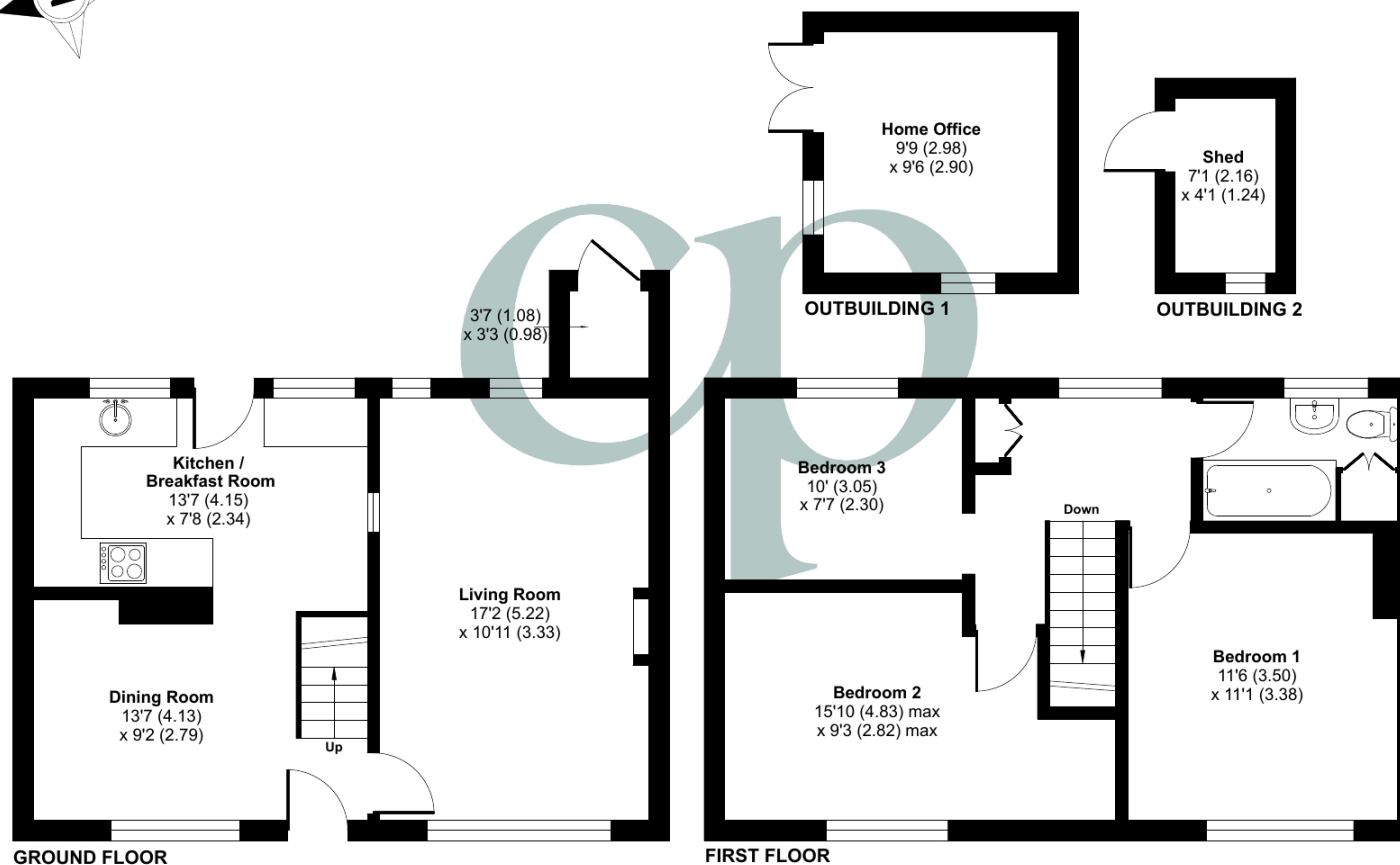 Home Office
9'9 (2.98)
x 9'6 (2.90)
Shed
7'1 (2.16)
x 4'1 (1.24)
OUTBUILDING 1
OUTBUILDING 2
3'7 (1.08)
x 3'3 (0.98)
Kitchen /
Breakfast Room
13'7 (4.15)
x 7'8 (2.34)
Living Room
17'2 (5.22)
x 10'11 (3.33)
Dining Room
13'7 (4.13)
x 9'2 (2.79)
Up
GROUND FLOOR
Bedroom 3
10' (3.05)
x 7'7 (2.30)
Down
Bedroom 2
15'10 (4.83) max
x 9'3 (2.82) max
Bedroom 1
11'6 (3.50)
x 11'1 (3.38)
FIRST FLOOR
cp